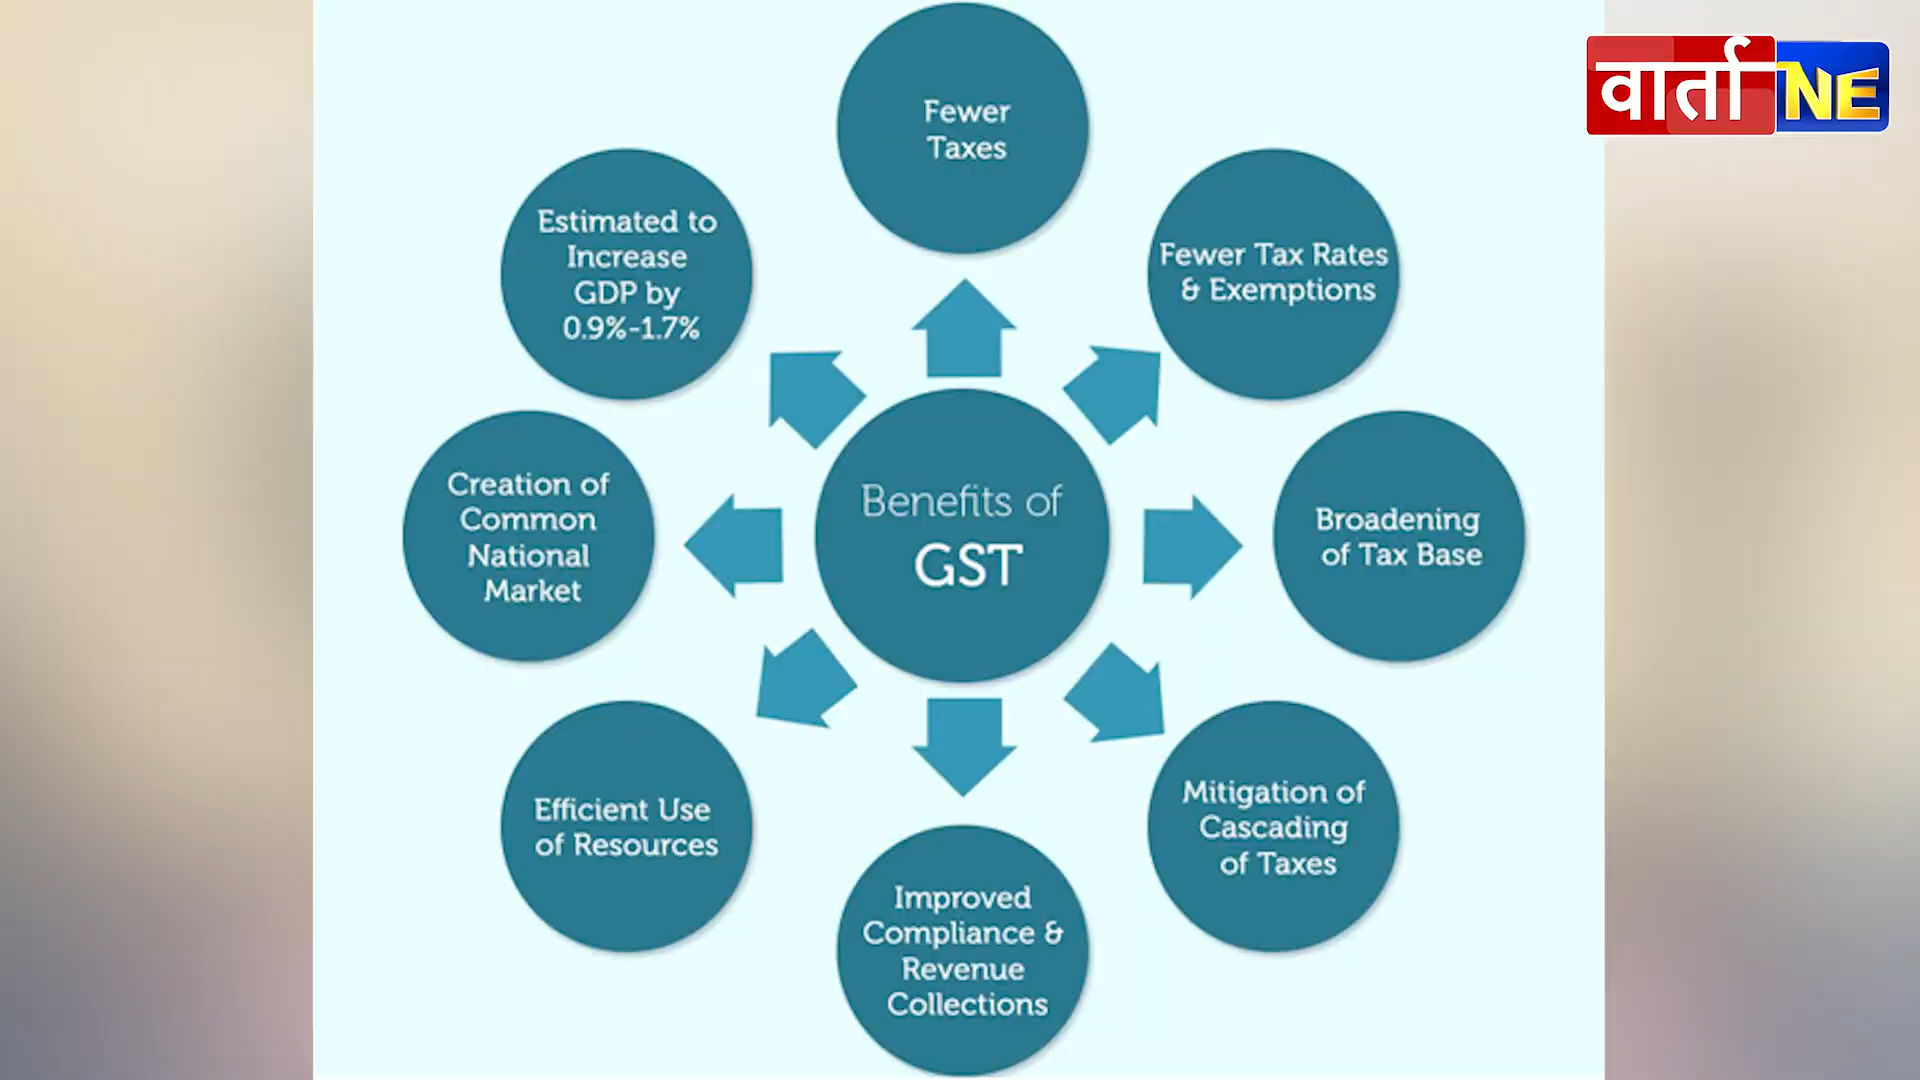 वार्ता NE
Fewer
Taxes
Fewer Tax Rates
& Exemptions
Broadening
of Tax Base
Mitigation of
Cascading
of Taxes
Improved
Compliance &
Revenue
Collections
Efficient Use
of Resources
Creation of
Common
National
Market
Estimated to
Increase
GDP by
0.9%-1.7%
Benefits of
GST